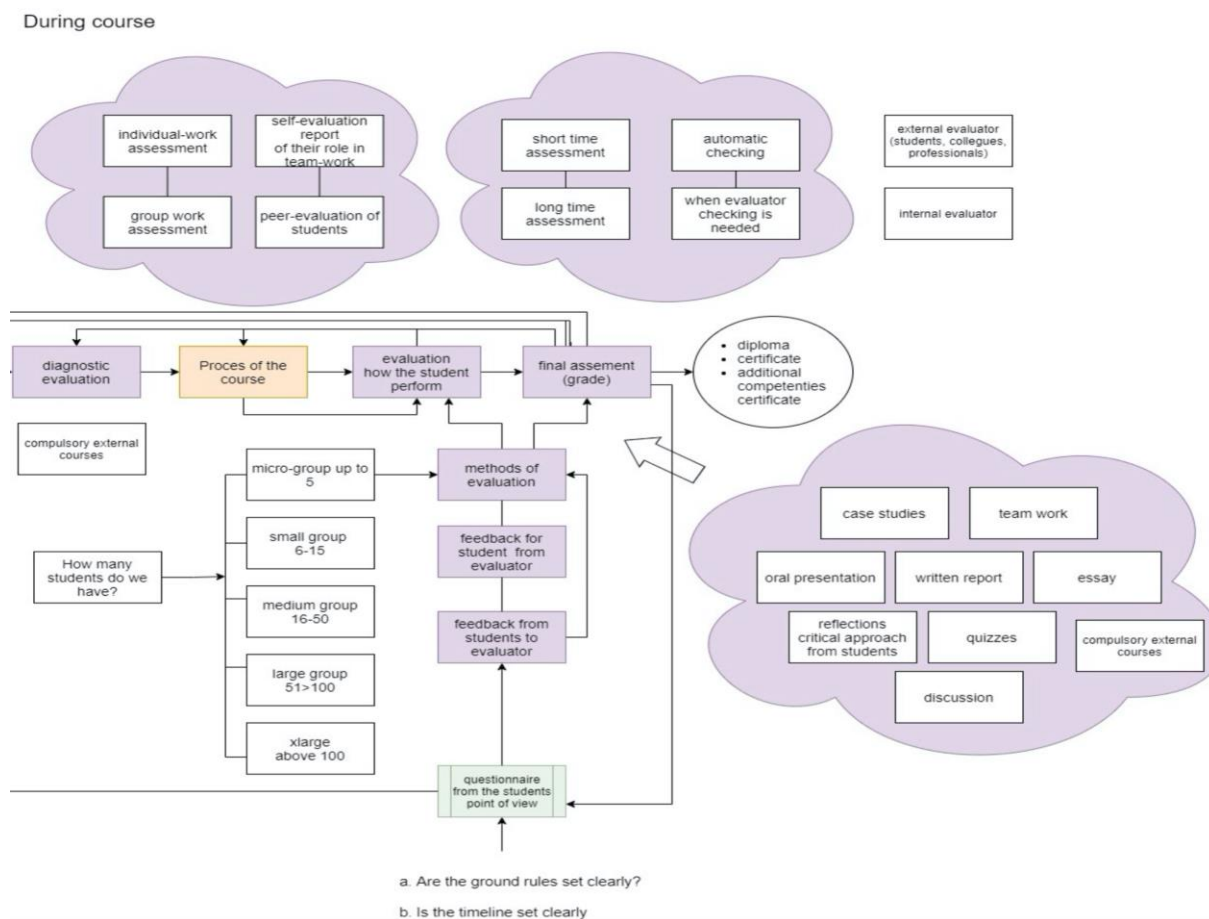 During course
individual-work
assessment
self-evaluation
report
of their role in
team-work
group work
assessment
peer-evaluation of
students
short time
assessment
automatic
checking
long time
assessment
when evaluator
checking is
needed
external evaluator
(students, collegues,
professionals)
internal evaluator
diagnostic
evaluation
Proces of the
course
evaluation
how the student
perform
final assement
(grade)
• diploma
• certificate
• additional
competenties
certificate
compulsory external
courses
How many
students do we
have?
micro-group up to
5
small group
6-15
medium group
16-50
large group
51>100
xlarge
above 100
methods of
evaluation
feedback for
student from
evaluator
feedback from
students to
evaluator
questionnaire
from the students
point of view
case studies
team work
oral presentation
written report
essay
reflections
critical approach
from students
quizzes
compulsory external
courses
discussion
a. Are the ground rules set clearly?
b. Is the timeline set clearly